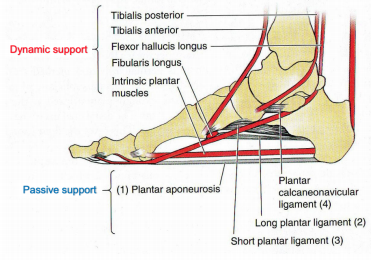 Tibialis posterior
Tibialis anterior
Dynamic support
Flexor hallucis longus
Fibularis longus
Intrinsic plantar
muscles
Passive support
(1) Plantar aponeurosis
Plantar
calcaneonavicular
ligament (4)
Long plantar ligament (2)
Short plantar ligament (3)